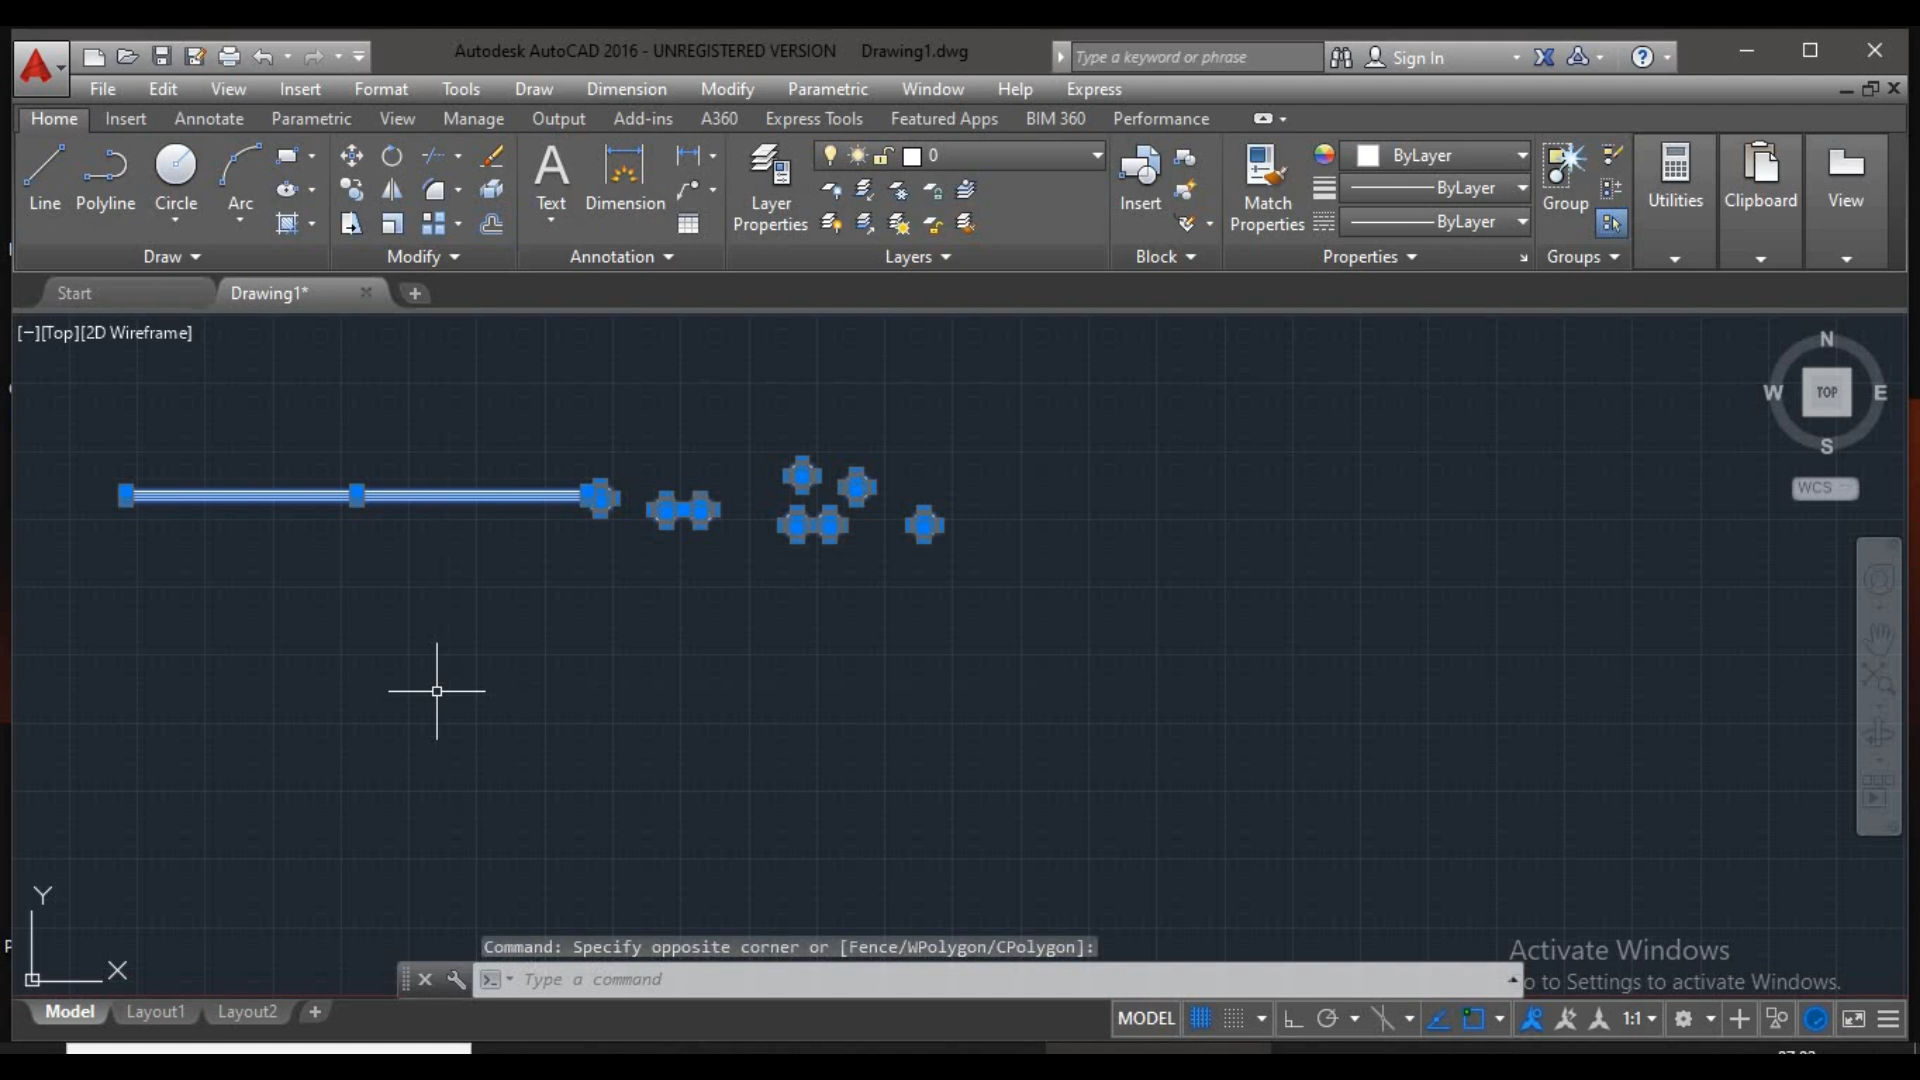 Autodesk AutoCAD 2016 - UNREGISTERED VERSION Drawing1.dwg
Type a keyword or phrase
Sign In
File Edit View Insert Format Tools Draw Dimension Modify Parametric Window Help Express
Home Insert Annotate Parametric View Manage Output Add-ins A360 Express Tools Featured Apps BIM 360 Performance
0
ByLayer
ByLayer
ByLayer
Line Polyline Circle Arc
Text Dimension
Layer Properties
Insert
Match Properties
Group
Utilities
Clipboard
View
Draw Modify Annotation Layers Block Properties Groups
Start Drawing1*
[−][Top][2D Wireframe]
N
W TOP E
S
WCS
Y
X
Command: Specify opposite corner or [Fence/WPolygon/CPolygon]:
Type a command
Activate Windows
o to Settings to activate Windows.
Model Layout1 Layout2
MODEL
1:1